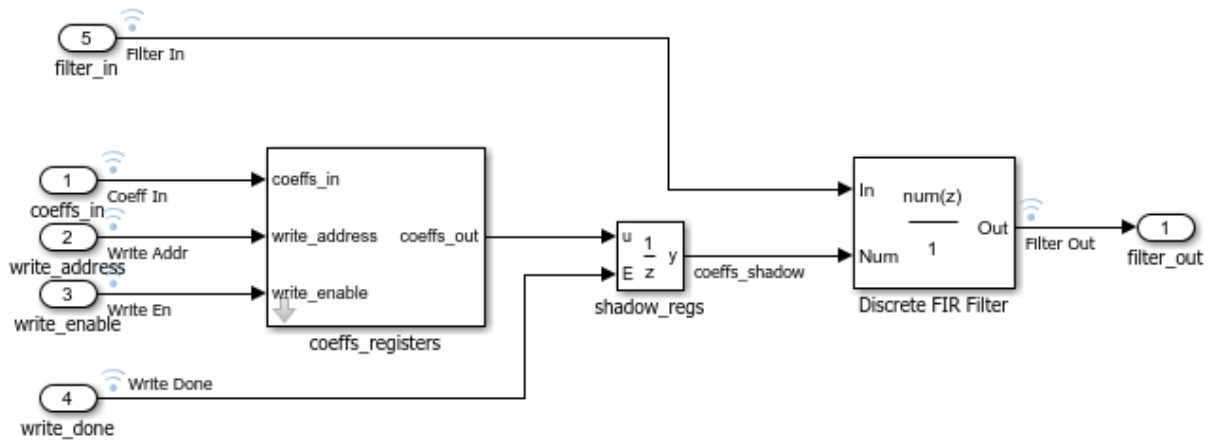 5
Filter In
filter_in
1
Coeff In
coeffs_in
2
Write Addr
write_address
3
Write En
write_enable
coeffs_in
write_address
coeffs_out
write_enable
coeffs_registers
4
Write Done
write_done
u
1
z
y
E
shadow_regs
coeffs_shadow
In
num(z)
1
Out
Num
Discrete FIR Filter
Filter Out
1
filter_out